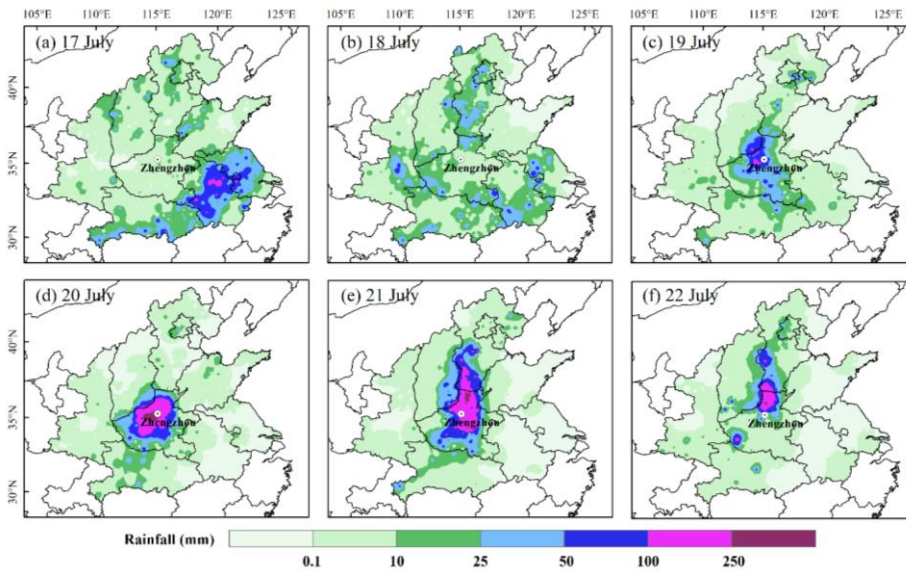 105°E 110°E 115°E 120°E 125°E 105°E 110°E 115°E 120°E 125°E 105°E 110°E 115°E 120°E 125°E
(a) 17 July (b) 18 July (c) 19 July
40°N
35°N
30°N
Zhengzhou Zhengzhou Zhengzhou
(d) 20 July (e) 21 July (f) 22 July
40°N
35°N
30°N
Zhengzhou Zhengzhou Zhengzhou
Rainfall (mm)
0.1 10 25 50 100 250